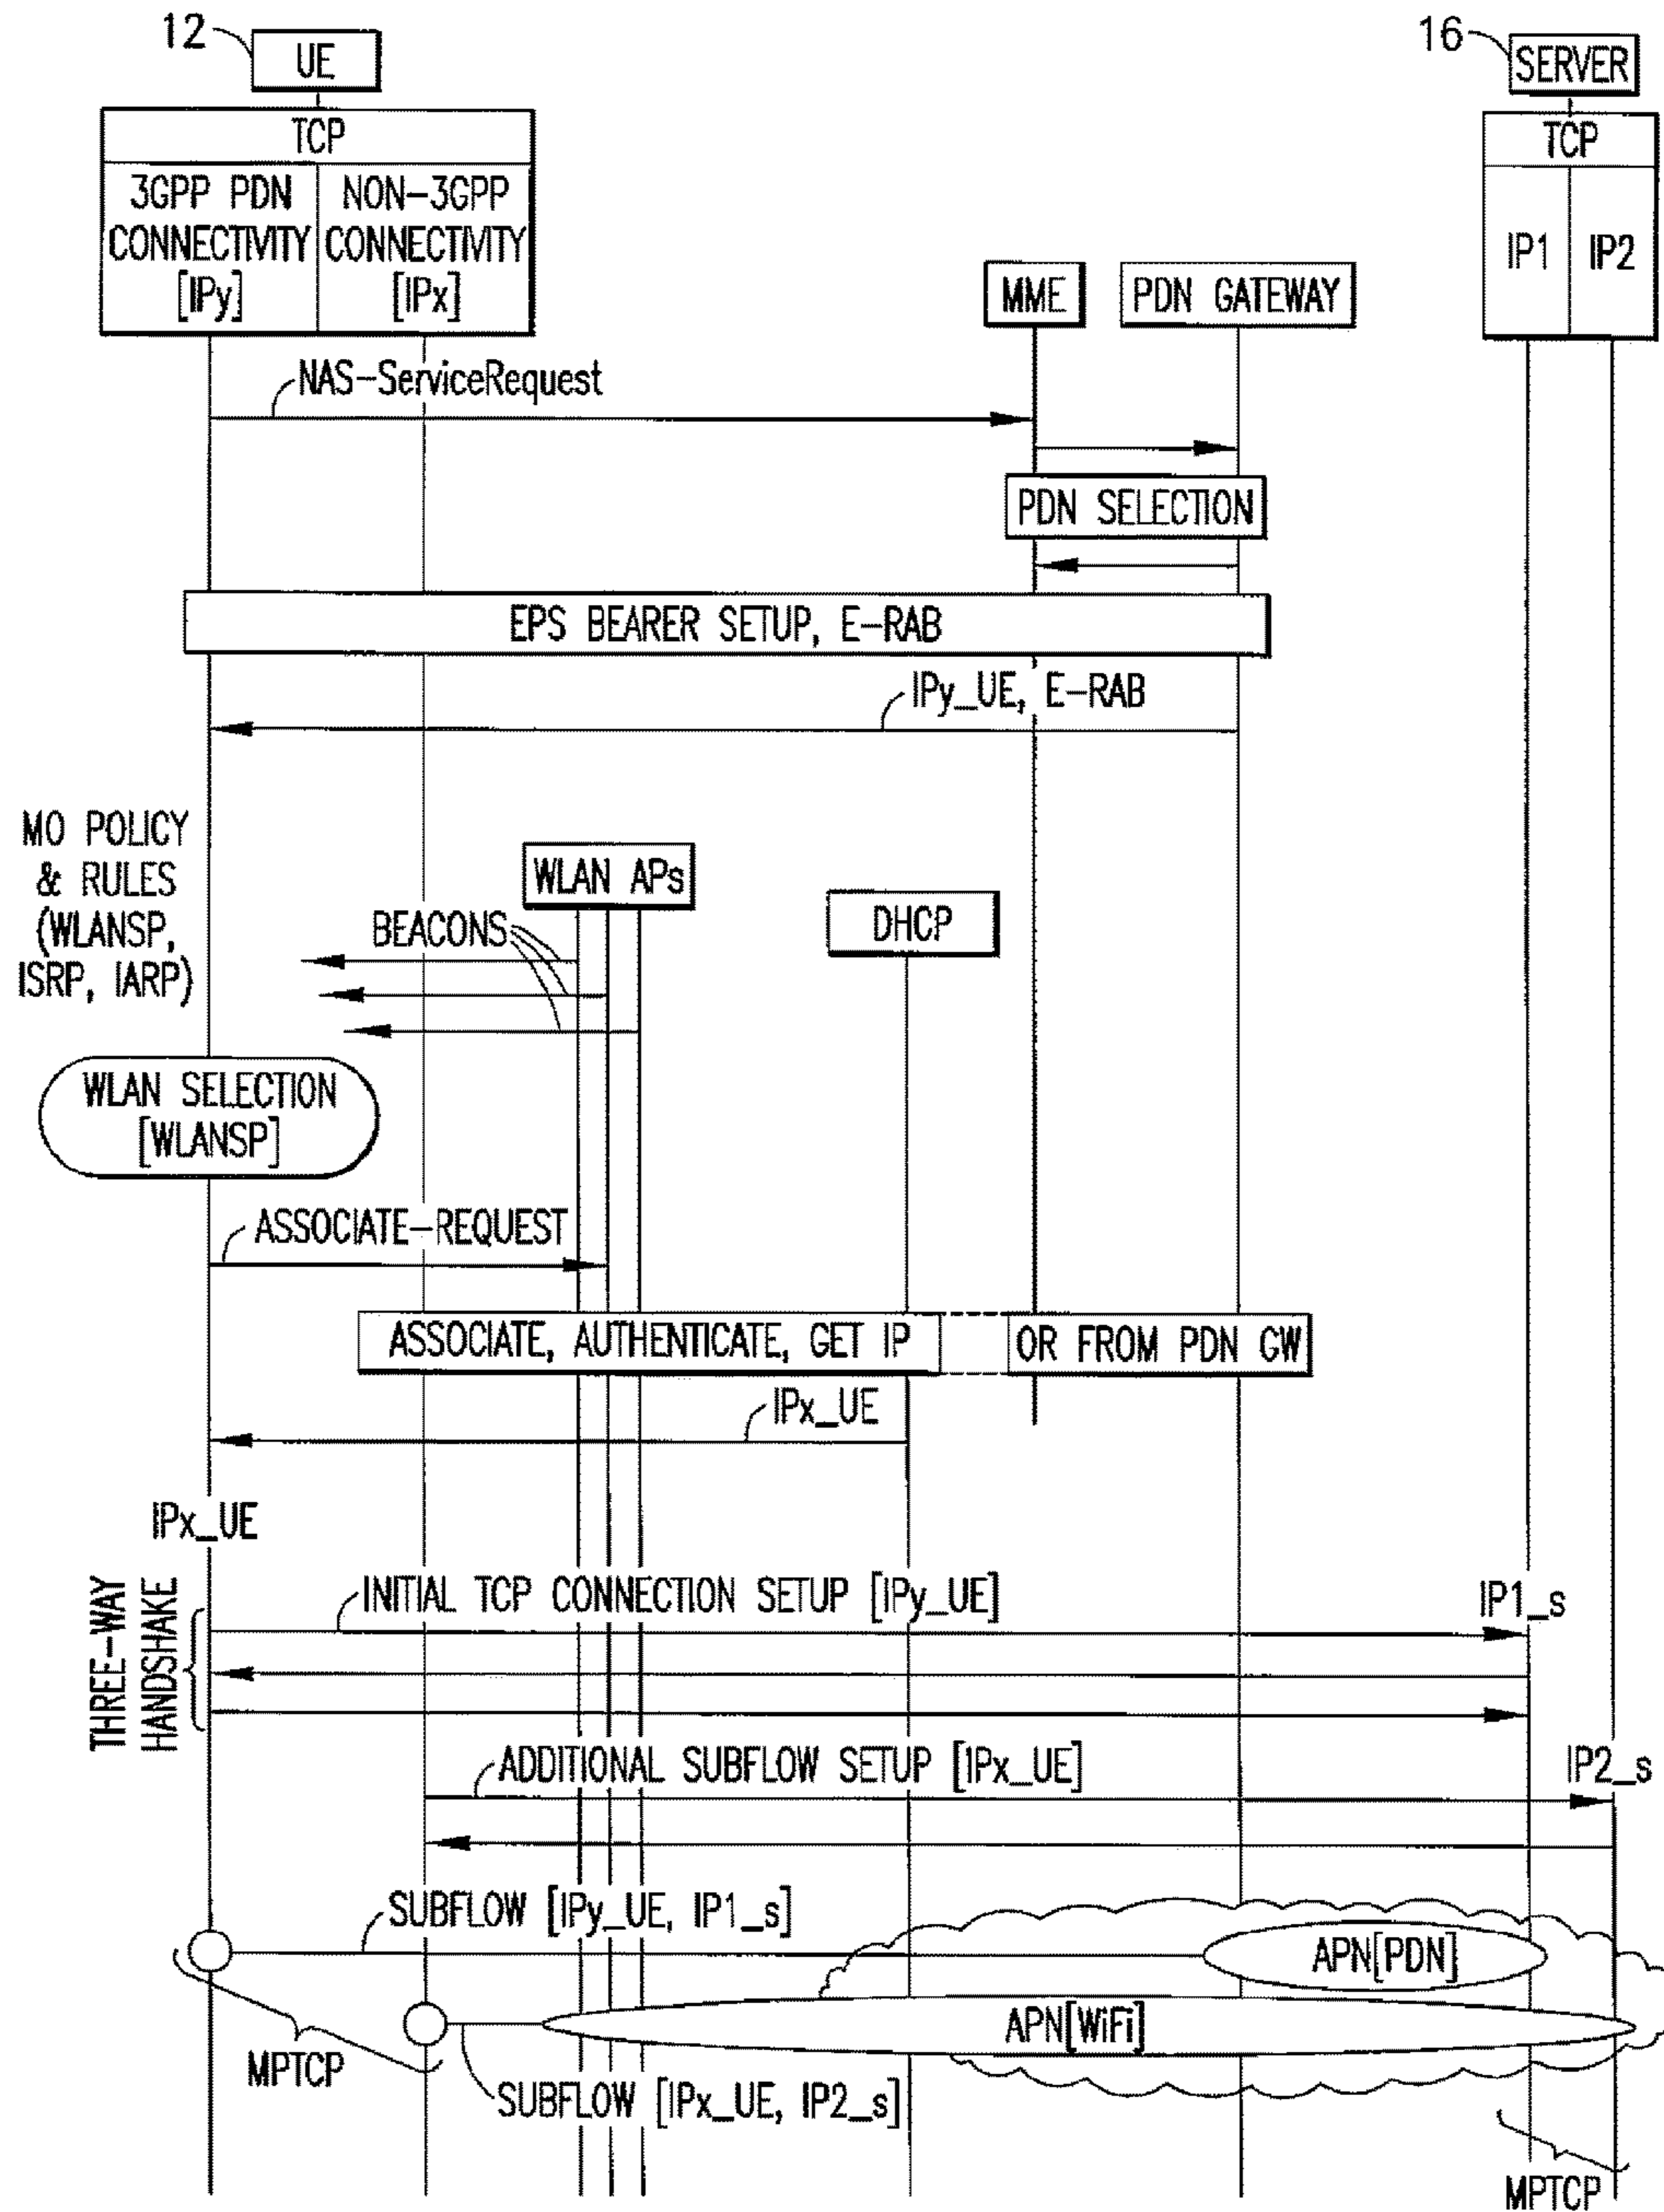 12
UE
16
SERVER
TCP
3GPP PDN
CONNECTIVITY
[IPy]
NON-3GPP
CONNECTIVITY
[IPx]
TCP
IP1
IP2
MME
PDN GATEWAY
NAS-ServiceRequest
PDN SELECTION
EPS BEARER SETUP, E-RAB
IPy_UE, E-RAB
MO POLICY
& RULES
(WLANSP,
ISRP, IARP)
WLAN APs
BEACONS
DHCP
WLAN SELECTION
[WLANSP]
ASSOCIATE-REQUEST
ASSOCIATE, AUTHENTICATE, GET IP
OR FROM PDN GW
IPx_UE
IPx_UE
THREE-WAY
HANDSHAKE
INITIAL TCP CONNECTION SETUP [IPy_UE]
IP1_s
ADDITIONAL SUBFLOW SETUP [IPx_UE]
IP2_s
SUBFLOW [IPy_UE, IP1_s]
APN[PDN]
APN[WiFi]
MPTCP
SUBFLOW [IPx_UE, IP2_s]
MPTCP